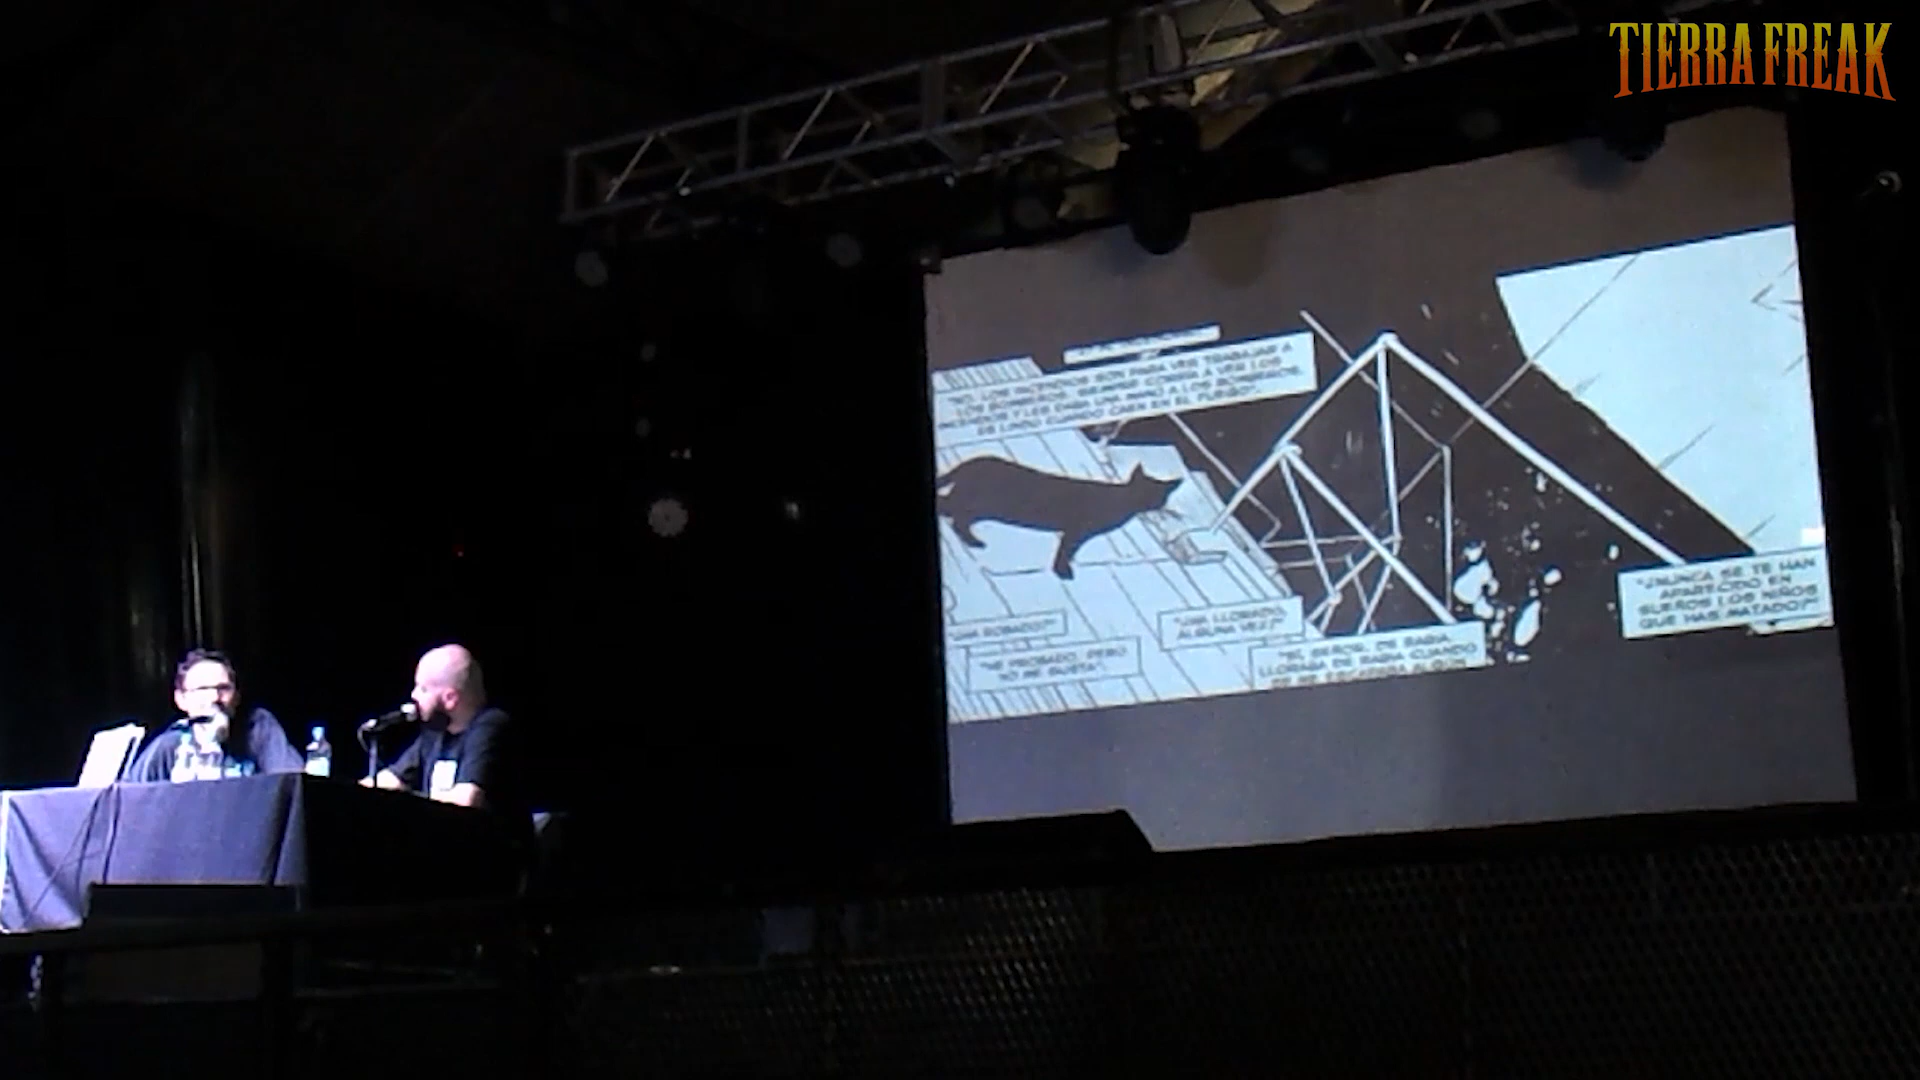 TIERRA FREAK
"NO, LOS INCENDIOS SON PARA VER TRABAJAR A
LOS BOMBEROS. SIEMPRE CORRÍA A VER LOS
INCENDIOS Y LES DABA UNA MANO A LOS BOMBEROS.
ES LINDO CUANDO CAEN EN EL FUEGO".
ROBADO?"
"HE PROBADO, PERO
NO ME GUSTA".
"¿HA LLORADO
ALGUNA VEZ?"
"SÍ, SEÑOR, DE RABIA.
LLORABA DE RABIA CUANDO
SE ME ESCAPABA ALGÚN
"¿NUNCA SE TE HAN
APARECIDO EN
SUEÑOS LOS NIÑOS
QUE HAS MATADO?"